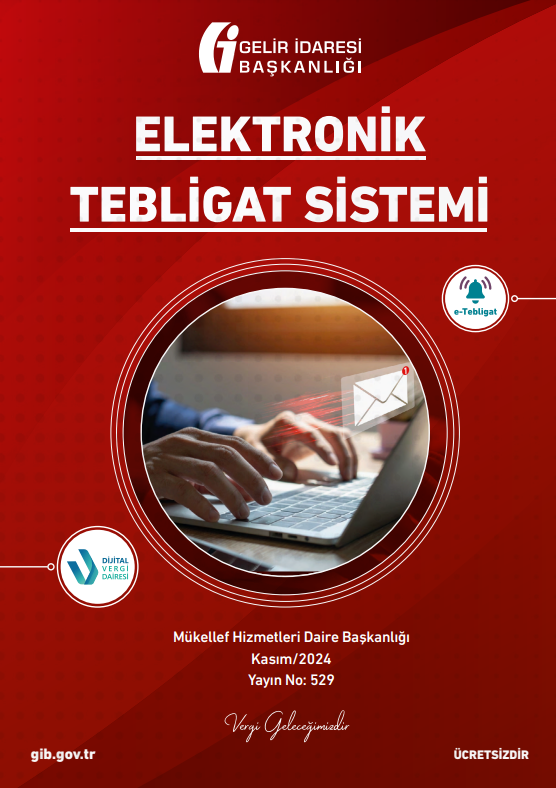 GELİR İDARESİ
BAŞKANLIĞI
ELEKTRONİK
TEBLİGAT SİSTEMİ
e-Tebligat
1
DİJİTAL
VERGİ
DAİRESİ
Mükellef Hizmetleri Daire Başkanlığı
Kasım/2024
Yayın No: 529
Vergi Geleceğimizdir
gib.gov.tr
ÜCRETSİZDİR